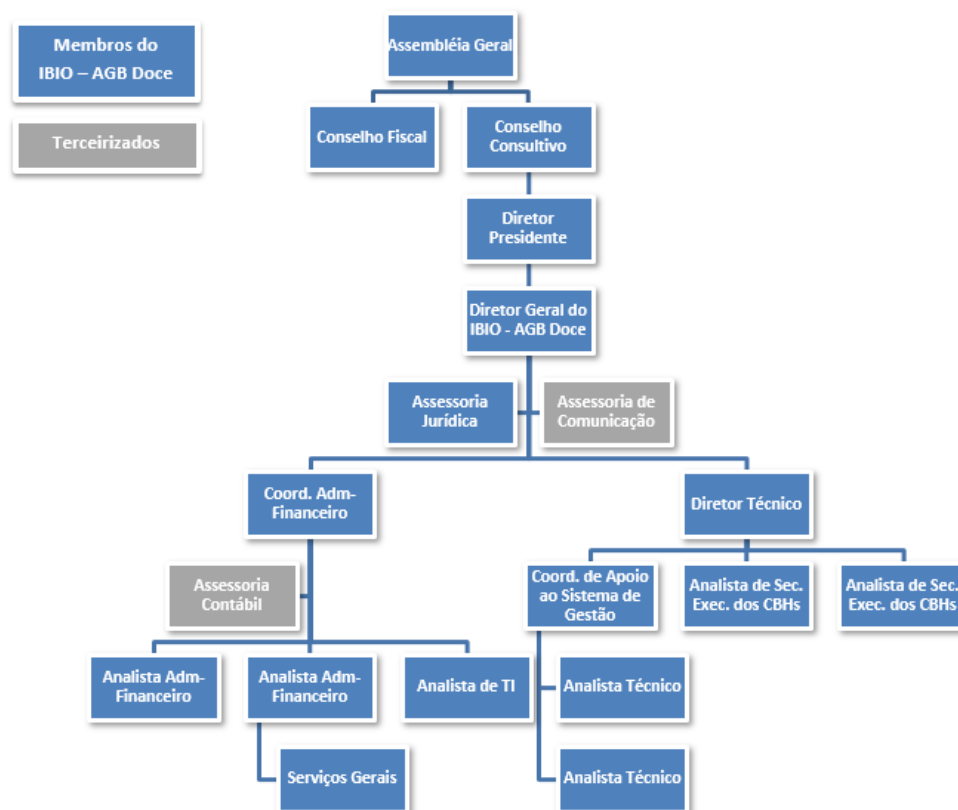 Membros do
IBIO – AGB Doce
Terceirizados
Assembléia Geral
Conselho Fiscal
Conselho
Consultivo
Diretor
Presidente
Diretor Geral do
IBIO - AGB Doce
Assessoria
Jurídica
Assessoria de
Comunicação
Coord. Adm-
Financeiro
Diretor Técnico
Assessoria
Contábil
Coord. de Apoio
ao Sistema de
Gestão
Analista de Sec.
Exec. dos CBHs
Analista de Sec.
Exec. dos CBHs
Analista Adm-
Financeiro
Analista Adm-
Financeiro
Analista de TI
Analista Técnico
Serviços Gerais
Analista Técnico